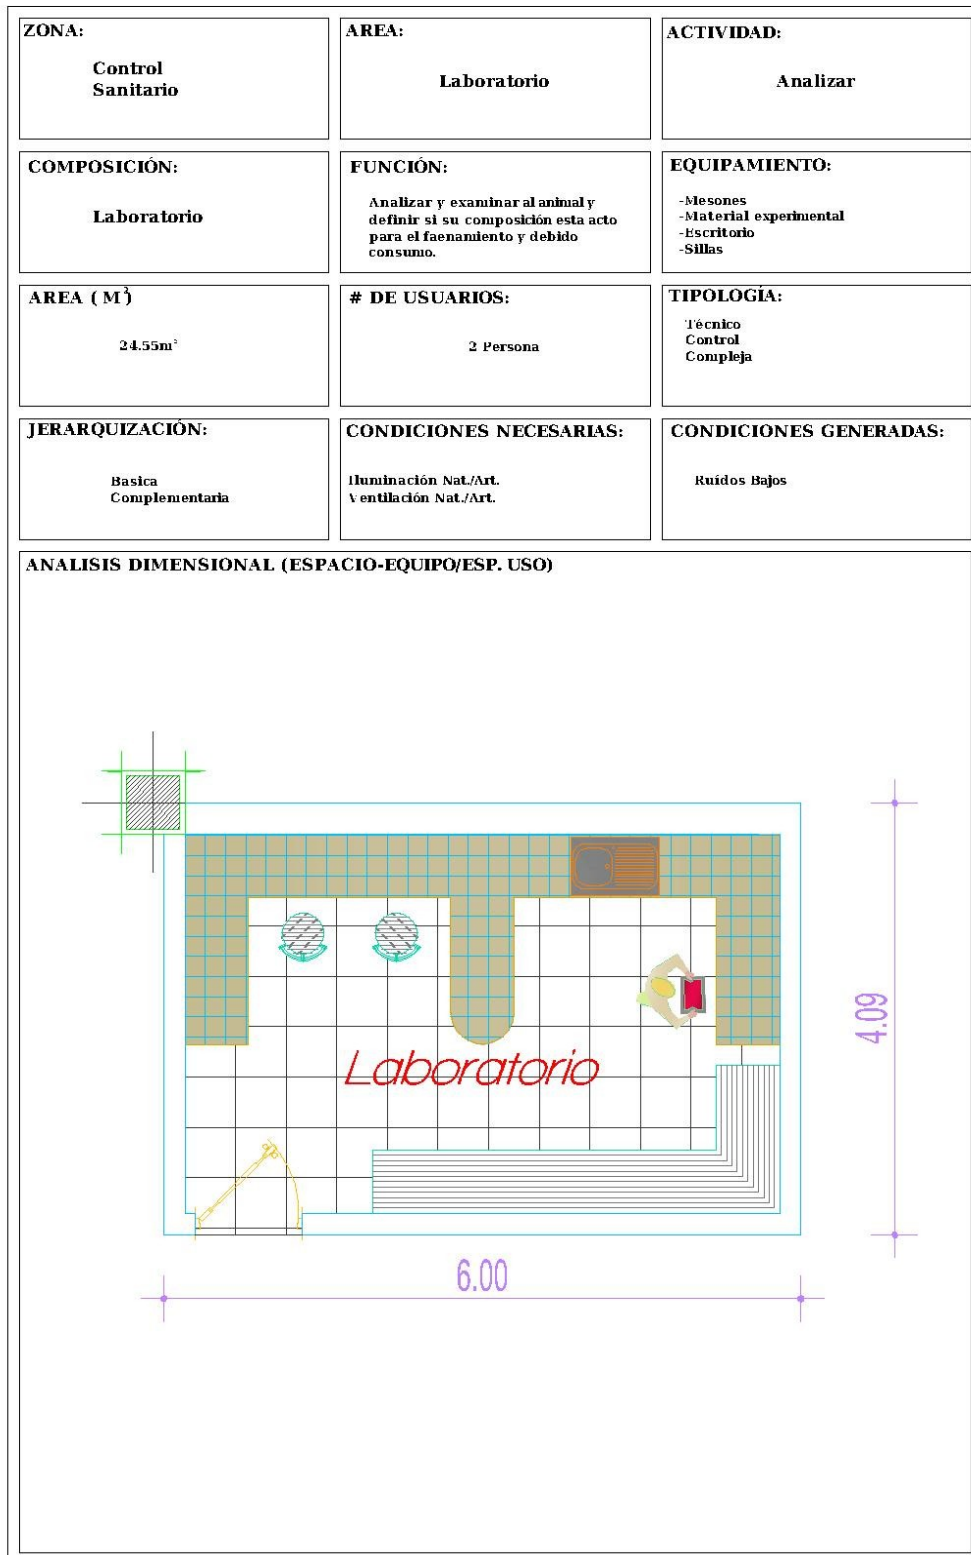 ZONA:
Control
Sanitario
AREA:
Laboratorio
ACTIVIDAD:
Analizar
COMPOSICIÓN:
Laboratorio
FUNCIÓN:
Analizar y examinar al animal y
definir si su composición esta acto
para el faenamiento y debido
consumo.
EQUIPAMIENTO:
-Mesones
-Material experimental
-Escritorio
-Sillas
AREA ( M²)
24.55m²
# DE USUARIOS:
2 Persona
TIPOLOGÍA:
Técnico
Control
Compleja
JERARQUIZACIÓN:
Basica
Complementaria
CONDICIONES NECESARIAS:
Iluminación Nat./Art.
Ventilación Nat./Art.
CONDICIONES GENERADAS:
Ruídos Bajos
ANALISIS DIMENSIONAL (ESPACIO-EQUIPO/ESP. USO)
Laboratorio
4.09
6.00